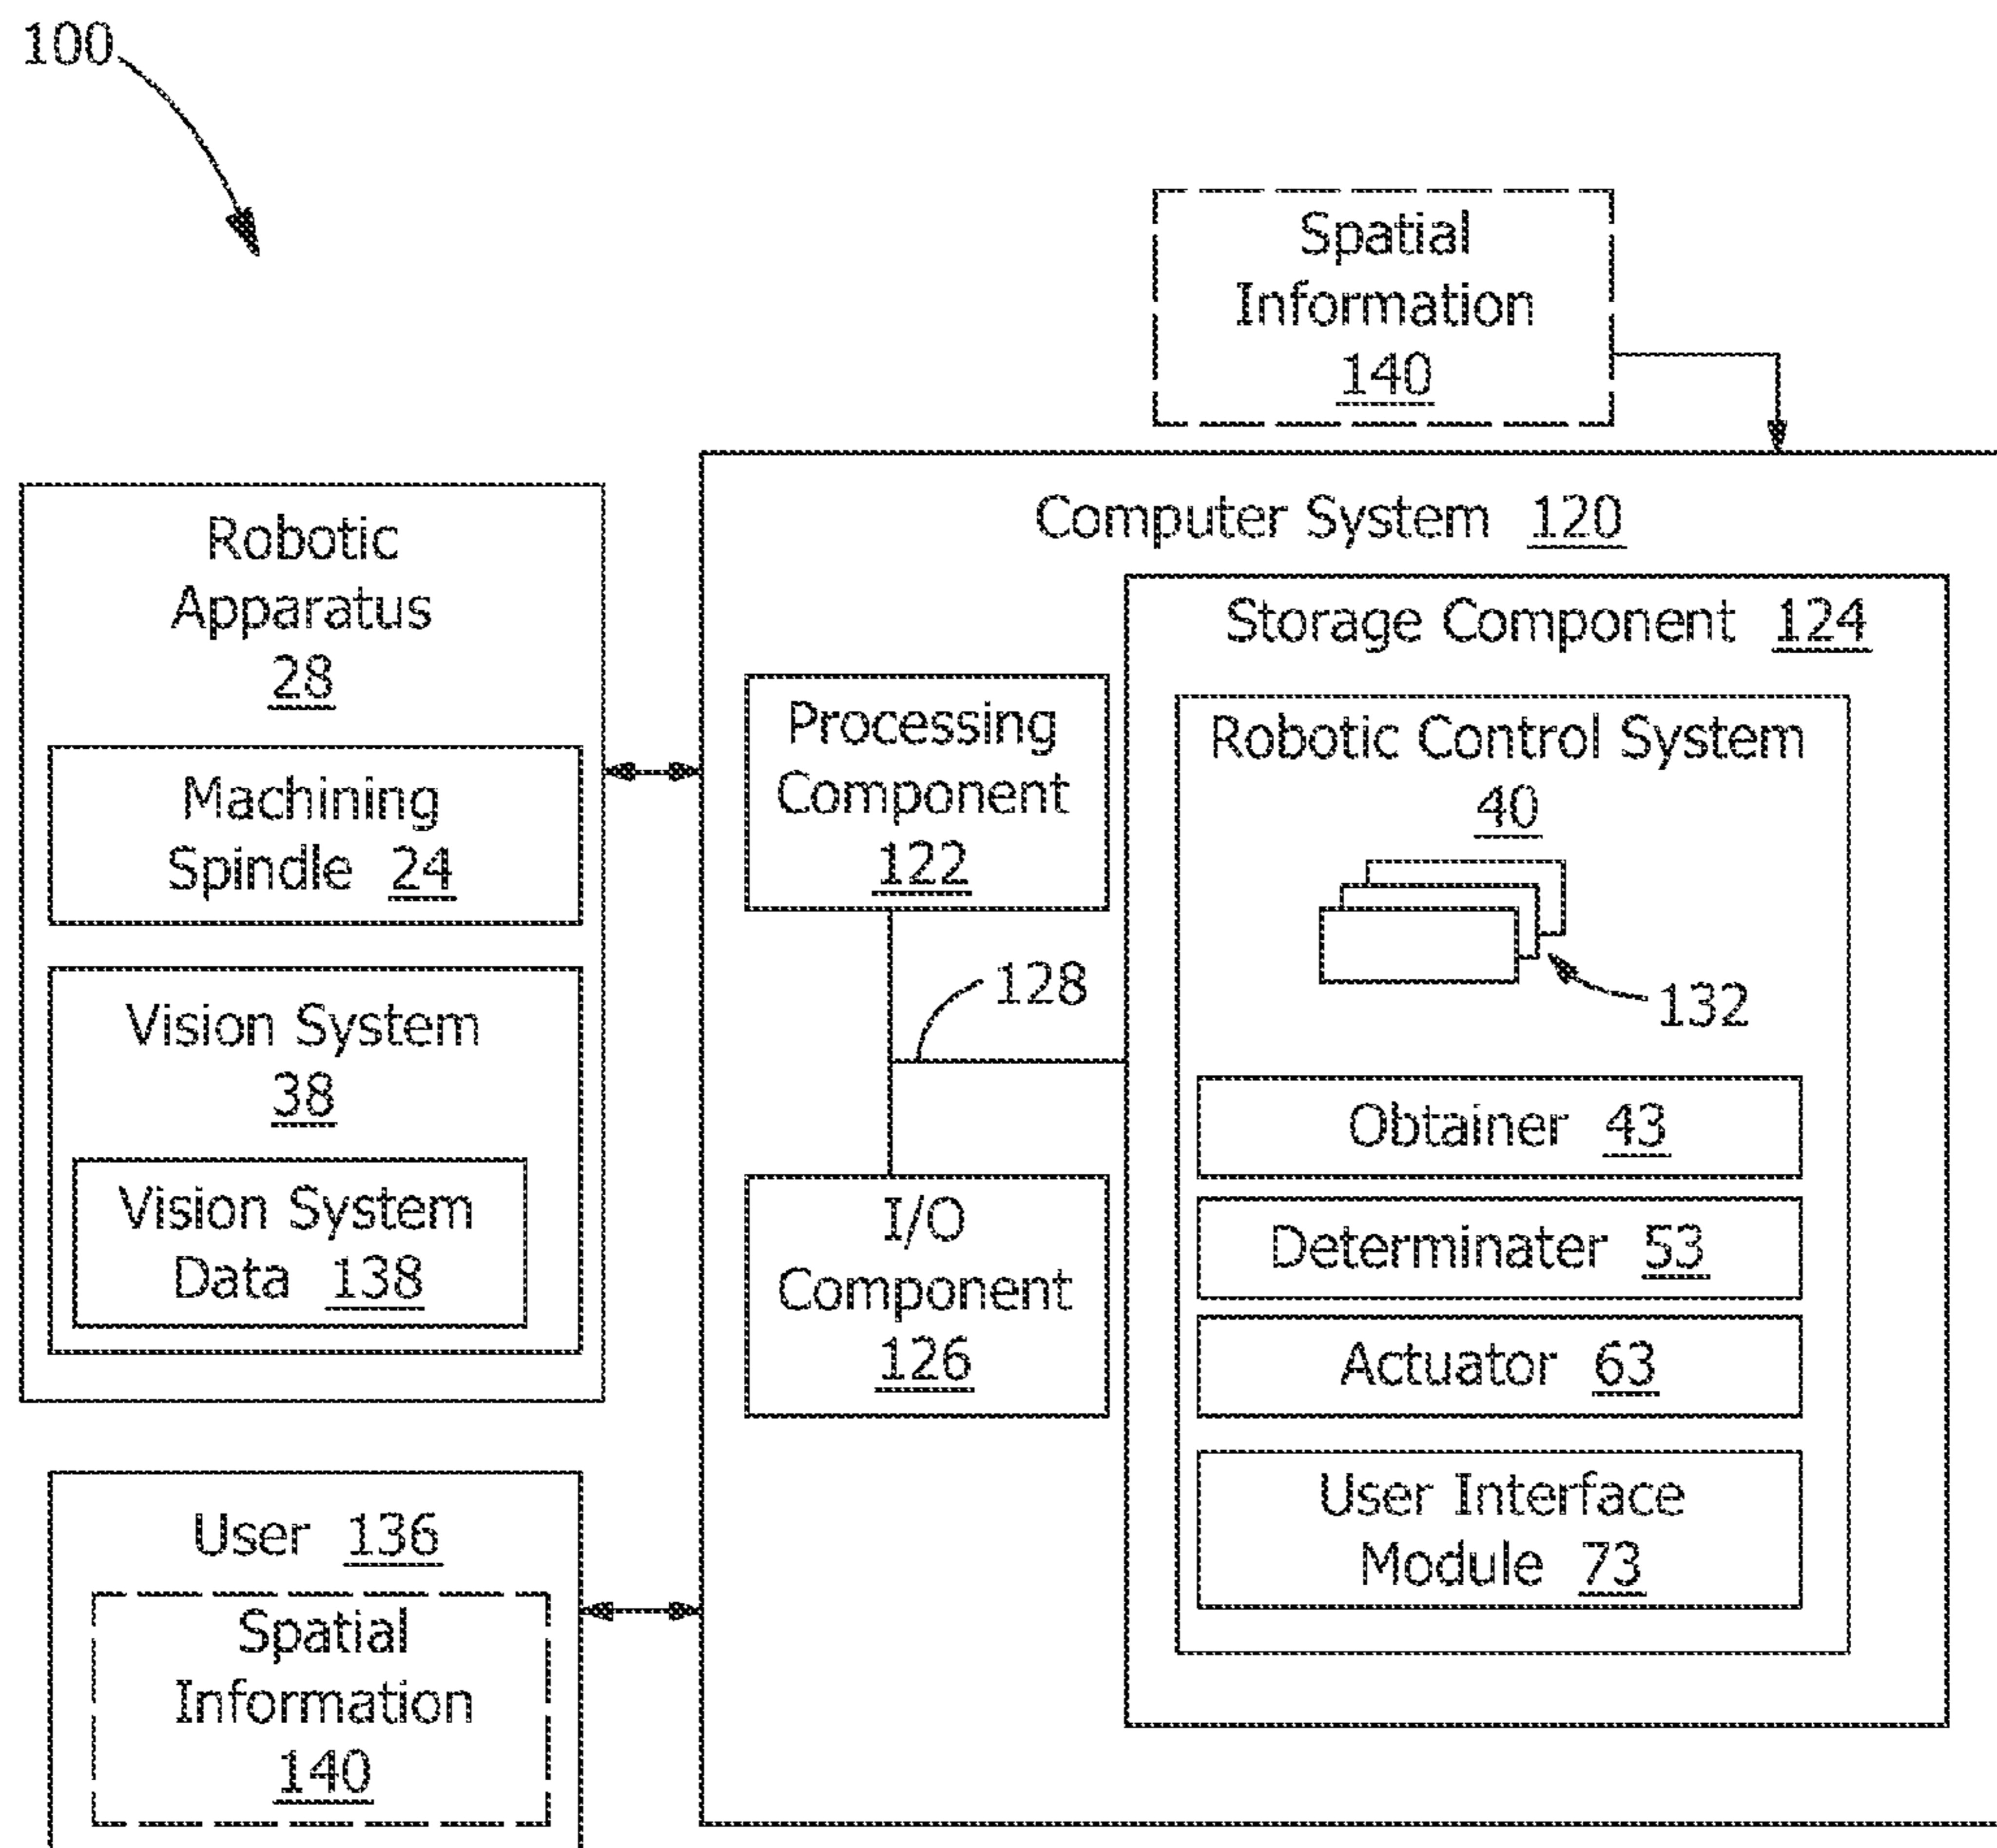 100
Spatial
Information
140
Robotic
Apparatus
28
Machining
Spindle 24
Vision System
38
Vision System
Data 138
User 136
Spatial
Information
140
Computer System 120
Processing
Component
122
128
I/O
Component
126
Storage Component 124
Robotic Control System
40
132
Obtainer 43
Determinater 53
Actuator 63
User Interface
Module 73